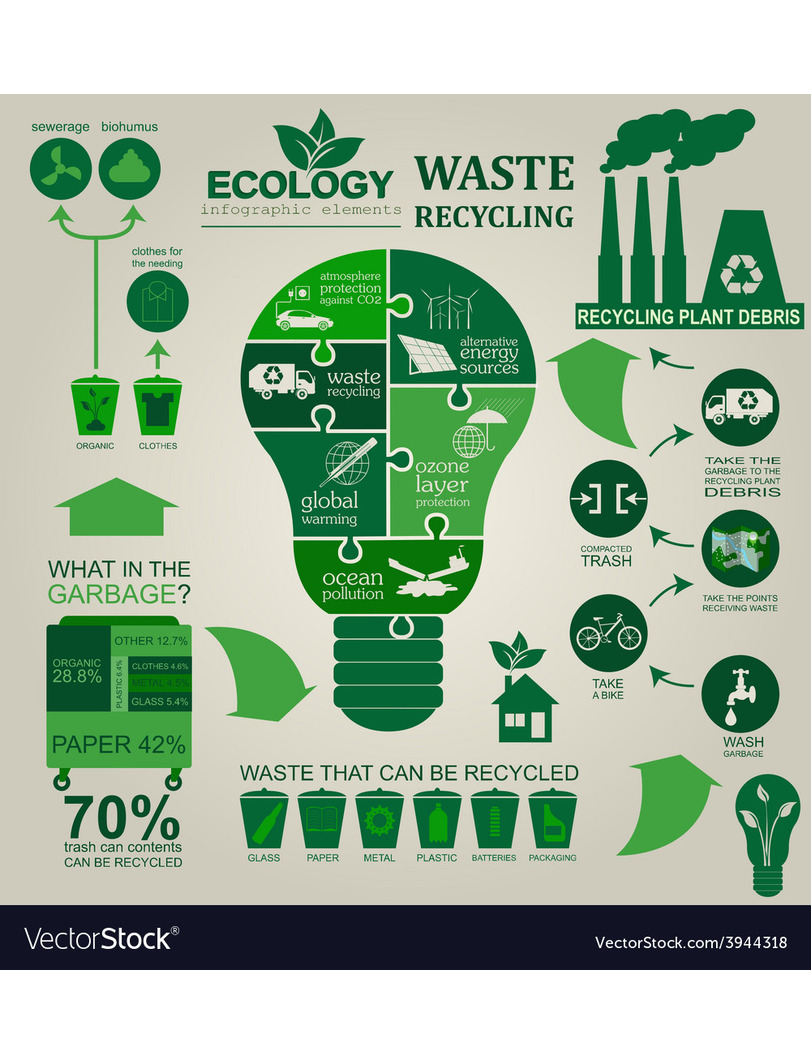 sewerage
biohumus
clothes for
the needing
ORGANIC
CLOTHES
ECOLOGY
infographic elements
WASTE
RECYCLING
RECYCLING PLANT DEBRIS
atmosphere
protection
against CO2
alternative
energy
sources
waste
recycling
ozone
layer
protection
global
warming
ocean
pollution
TAKE THE
GARBAGE TO THE
RECYCLING PLANT
DEBRIS
COMPACTED
TRASH
TAKE THE POINTS
RECEIVING WASTE
TAKE
A BIKE
WASH
GARBAGE
WHAT IN THE
GARBAGE?
OTHER 12.7%
ORGANIC
28.8%
PLASTIC 6.4%
CLOTHES 4.6%
METAL 4.5%
GLASS 5.4%
PAPER 42%
70%
trash can contents
CAN BE RECYCLED
WASTE THAT CAN BE RECYCLED
GLASS
PAPER
METAL
PLASTIC
BATTERIES
PACKAGING
VectorStock®
VectorStock.com/3944318